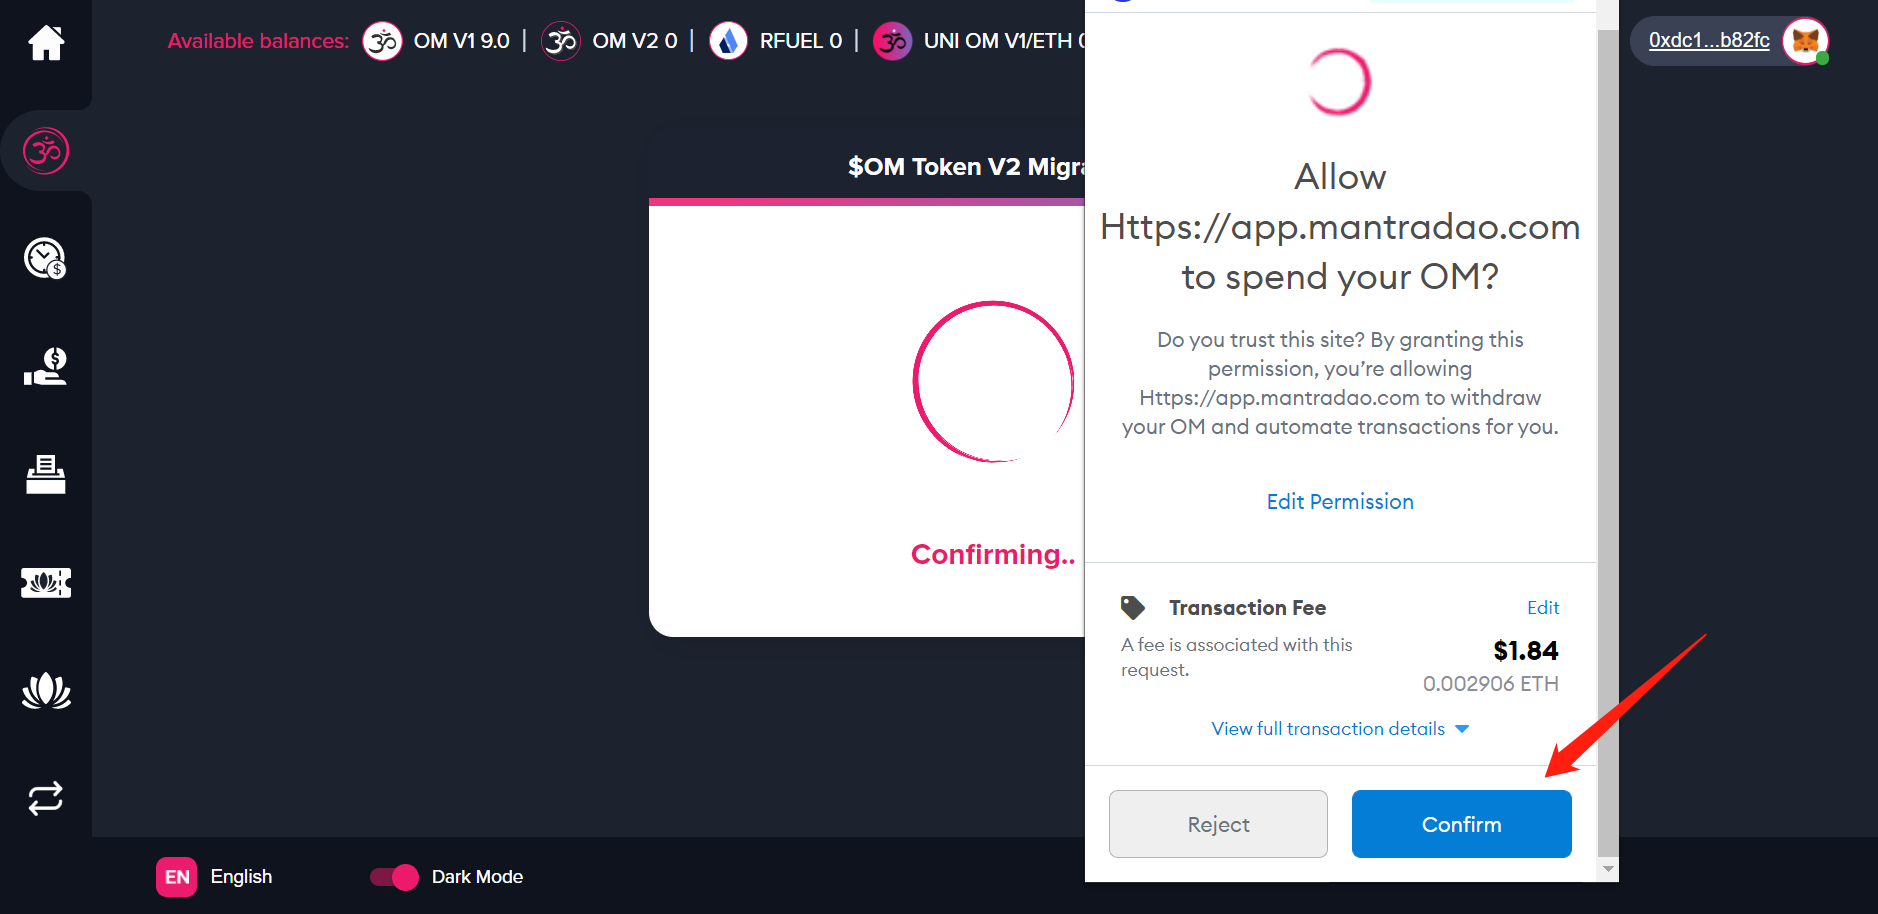 Available balances: OM V1 9.0 | OM V2 0 | RFUEL 0 | UNI OM V1/ETH
0xdc1...b82fc
$OM Token V2
Confirming..
Allow
Https://app.mantradao.com
to spend your OM?
Do you trust this site? By granting this
permission, you’re allowing
Https://app.mantradao.com to withdraw
your OM and automate transactions for you.
Edit Permission
Transaction Fee
Edit
A fee is associated with this
request.
$1.84
0.002906 ETH
View full transaction details
Reject
Confirm
EN English
Dark Mode